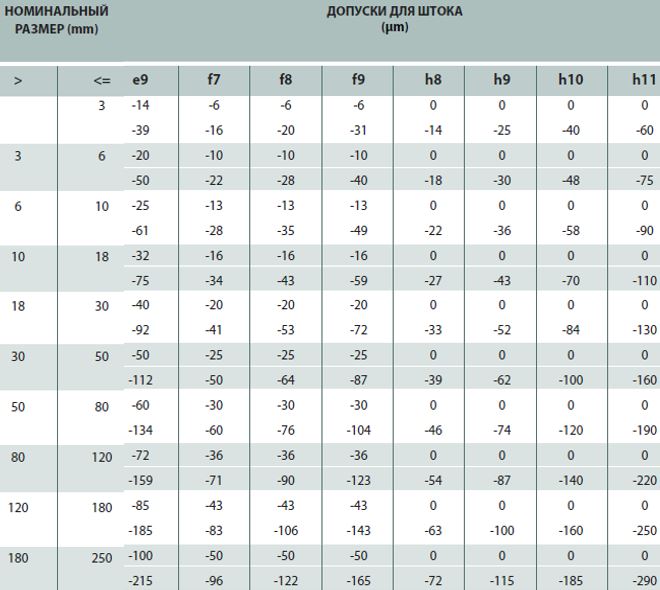 НОМИНАЛЬНЫЙ ДОПУСКИ ДЛЯ ШТОКА
РАЗМЕР (mm) (µm)
> <= e9 f7 f8 f9 h8 h9 h10 h11
3 -14 -6 -6 -6 0 0 0 0
-39 -16 -20 -31 -14 -25 -40 -60
3 6 -20 -10 -10 -10 0 0 0 0
-50 -22 -28 -40 -18 -30 -48 -75
6 10 -25 -13 -13 -13 0 0 0 0
-61 -28 -35 -49 -22 -36 -58 -90
10 18 -32 -16 -16 -16 0 0 0 0
-75 -34 -43 -59 -27 -43 -70 -110
18 30 -40 -20 -20 -20 0 0 0 0
-92 -41 -53 -72 -33 -52 -84 -130
30 50 -50 -25 -25 -25 0 0 0 0
-112 -50 -64 -87 -39 -62 -100 -160
50 80 -60 -30 -30 -30 0 0 0 0
-134 -60 -76 -104 -46 -74 -120 -190
80 120 -72 -36 -36 -36 0 0 0 0
-159 -71 -90 -123 -54 -87 -140 -220
120 180 -85 -43 -43 -43 0 0 0 0
-185 -83 -106 -143 -63 -100 -160 -250
180 250 -100 -50 -50 -50 0 0 0 0
-215 -96 -122 -165 -72 -115 -185 -290